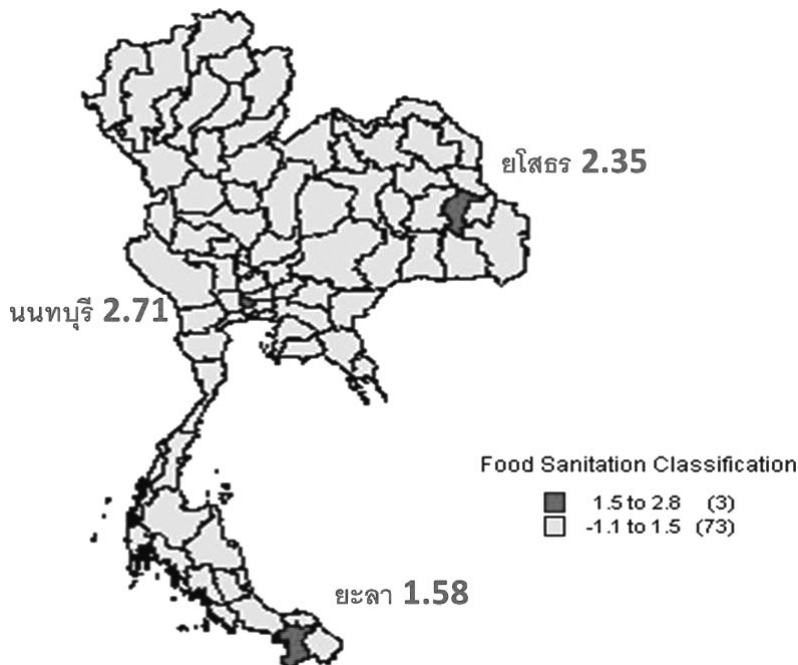 ยโสธร 2.35
นนทบุรี 2.71
Food Sanitation Classification
1.5 to 2.8 (3)
-1.1 to 1.5 (73)
ยะลา 1.58